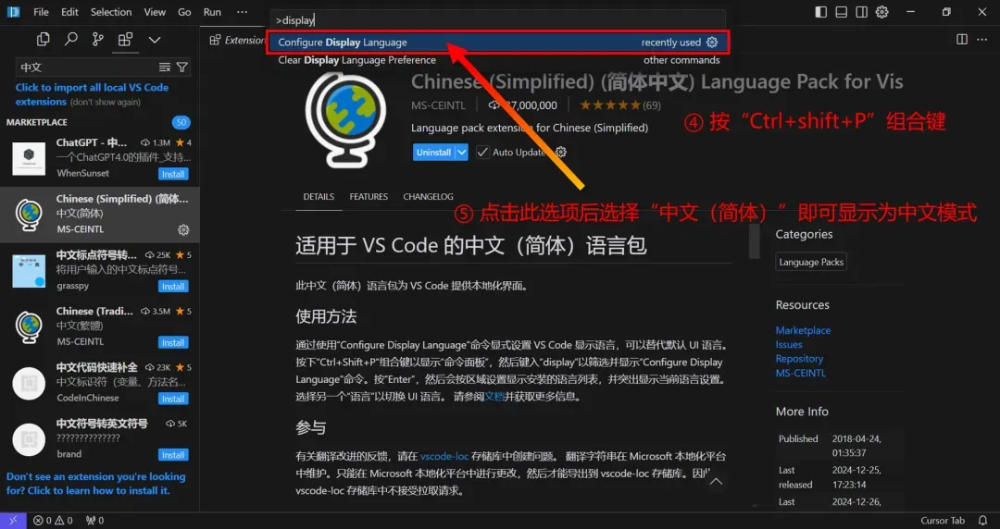 File Edit Selection View Go Run ···
>display
Configure Display Language recently used
Clear Display Language Preference other commands
Extension
中文
Click to import all local VS Code
extensions (don't show again)
MARKETPLACE 50
ChatGPT - 中... 1.3M 4
一个ChatGPT4.0的插件_支持...
WhenSunset Install
Chinese (Simplified) (简体...
中文(简体)
MS-CEINTL
中文标点符号转... 25K 5
将用户输入的中文标点符号...
grasspy Install
Chinese (Tradi... 3.5M 5
中文(繁體)
MS-CEINTL Install
中文代码快速补全 23K 5
中文标识符（变量、方法名...
CodeInChinese Install
中文符号转英文符号 5K
??????????????
brand Install
Don't see an extension you're looking
for? Click to learn how to install it.
Chinese (Simplified) (简体中文) Language Pack for Vis
MS-CEINTL 37,000,000 (69)
Language pack extension for Chinese (Simplified)
Uninstall Auto Update
④ 按“Ctrl+shift+P”组合键
DETAILS FEATURES CHANGELOG
⑤ 点击此选项后选择“中文（简体）”即可显示为中文模式
适用于 VS Code 的中文（简体）语言包
此中文（简体）语言包为 VS Code 提供本地化界面。
使用方法
通过使用“Configure Display Language”命令显式设置 VS Code 显示语言，可以替代默认 UI 语言。
按下“Ctrl+Shift+P”组合键以显示“命令面板”，然后键入“display”以筛选并显示“Configure Display
Language”命令。按“Enter”，然后会按区域设置显示安装的语言列表，并突出显示当前语言设置。
选择另一个“语言”以切换 UI 语言。 请参阅文档并获取更多信息。
参与
有关翻译改进的反馈，请在 vscode-loc 存储库中创建问题。 翻译字符串在 Microsoft 本地化平台
中维护。只能在 Microsoft 本地化平台中进行更改，然后才能导出到 vscode-loc 存储库。因此
vscode-loc 存储库中不接受拉取请求。
Categories
Language Packs
Resources
Marketplace
Issues
Repository
MS-CEINTL
More Info
Published 2018-04-24,
01:35:37
Last 2024-12-25,
released 17:23:14
Last 2024-12-26,
0 0 0 Cursor Tab